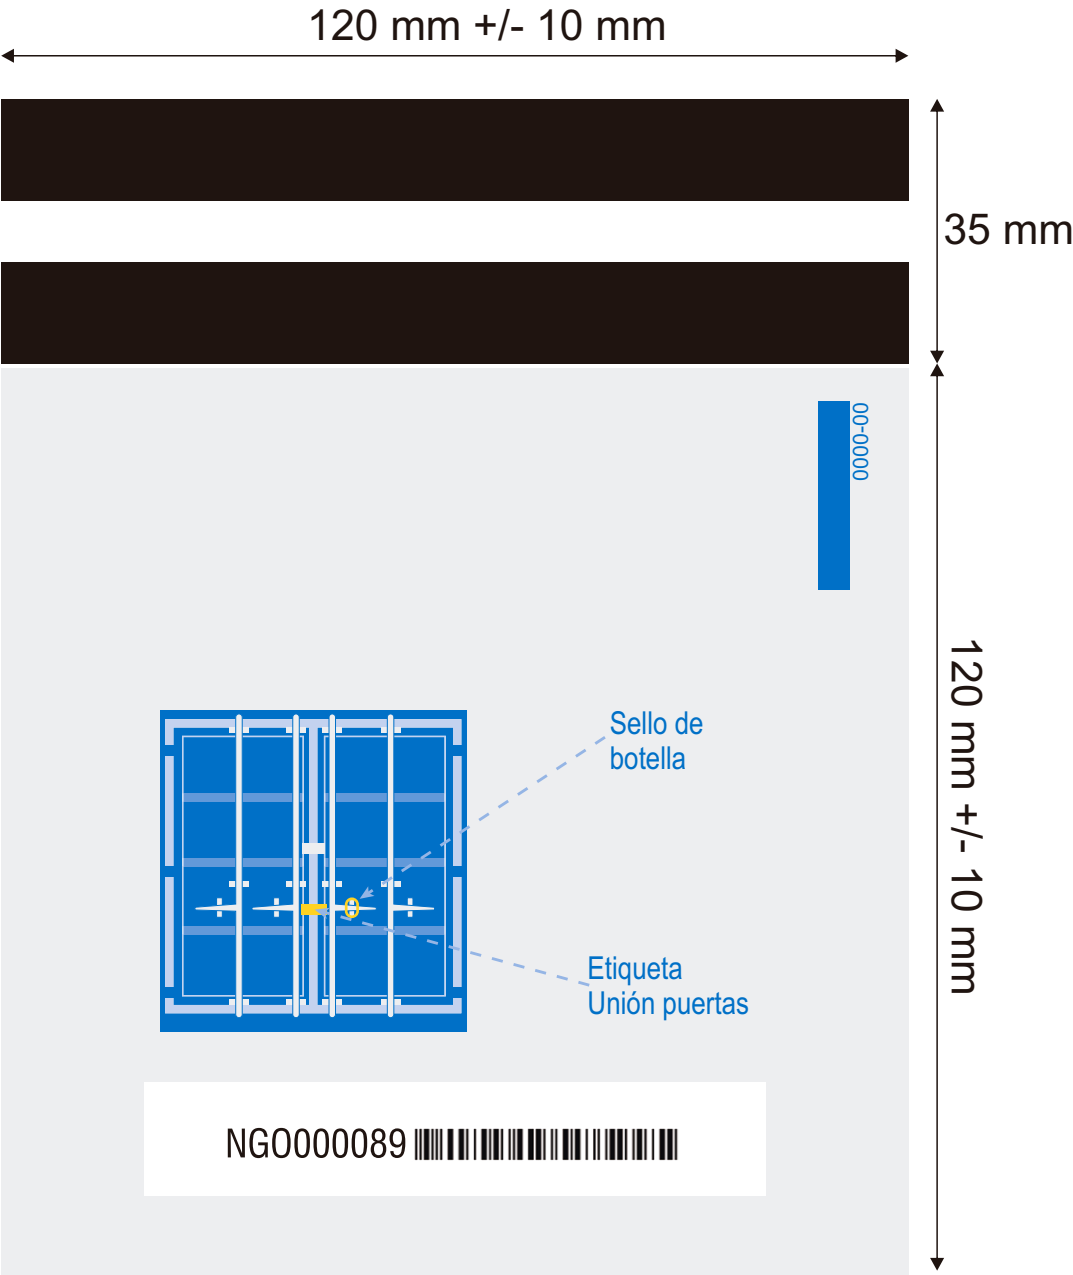 120 mm +/- 10 mm
35 mm
00-0000
120 mm +/- 10 mm
Sello de
botella
Etiqueta
Unión puertas
NGO000089